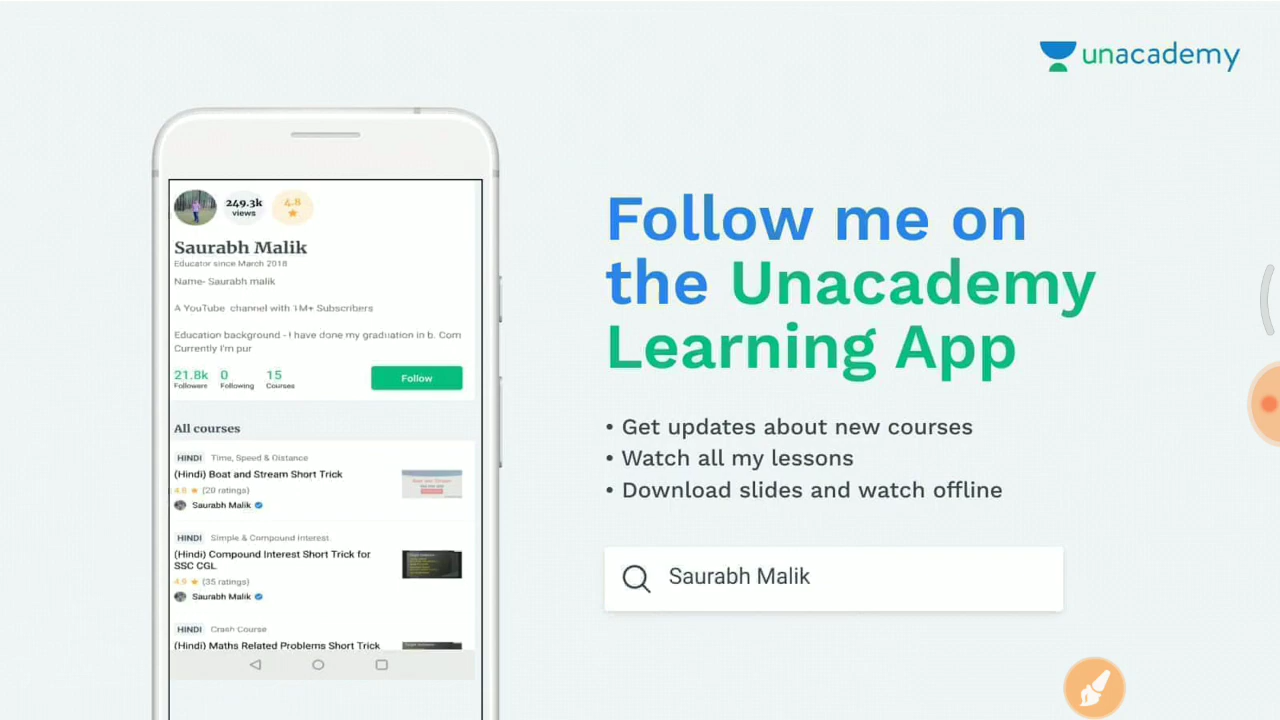 unacademy
249.3k
views
4.8
Saurabh Malik
Educator since March 2018
Name- Saurabh malik
A YouTube channel with 1M+ Subscribers
Education background - I have done my graduation in b. Com
Currently I'm pur
21.8k 0 15
Followers Following Courses
Follow
All courses
HINDI Time, Speed & Distance
(Hindi) Boat and Stream Short Trick
4.8 ★ (20 ratings)
Saurabh Malik
HINDI Simple & Compound Interest
(Hindi) Compound Interest Short Trick for
SSC CGL
4.9 ★ (35 ratings)
Saurabh Malik
HINDI Crash Course
(Hindi) Maths Related Problems Short Trick
Follow me on
the Unacademy
Learning App
• Get updates about new courses
• Watch all my lessons
• Download slides and watch offline
Saurabh Malik